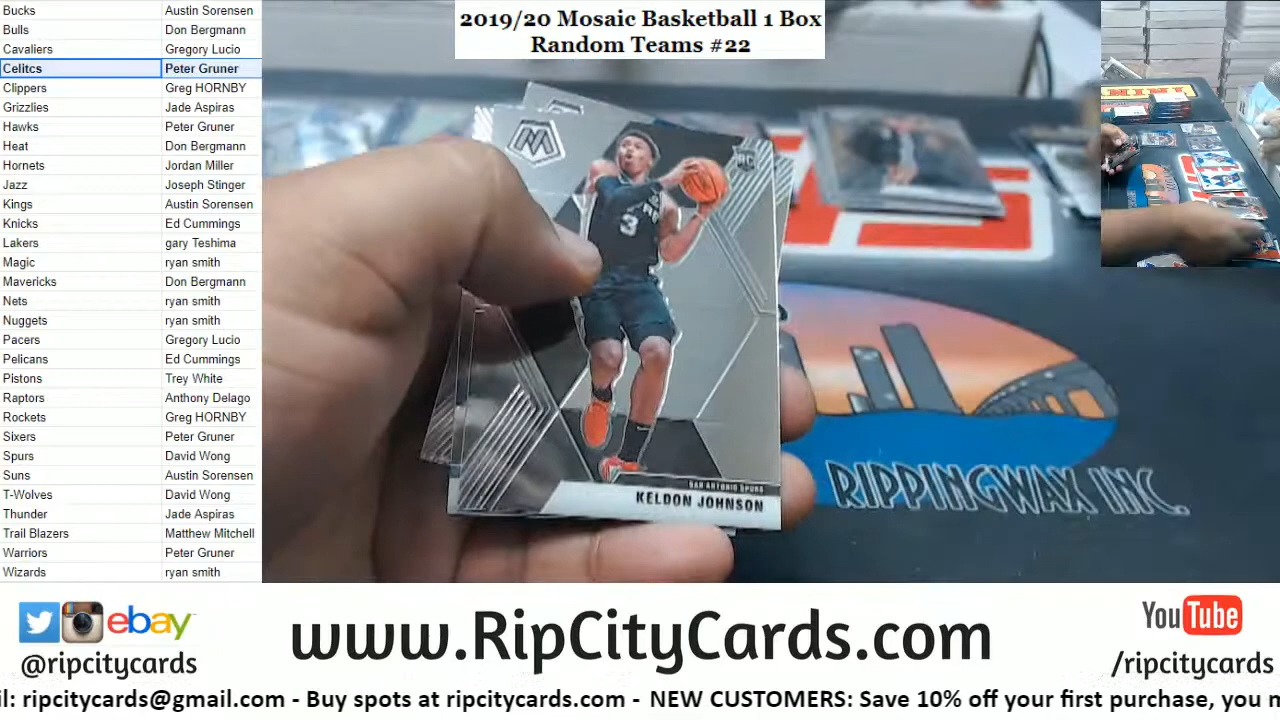 Bucks Austin Sorensen
Bulls Don Bergmann
Cavaliers Gregory Lucio
Celitcs Peter Gruner
Clippers Greg HORNBY
Grizzlies Jade Aspiras
Hawks Peter Gruner
Heat Don Bergmann
Hornets Jordan Miller
Jazz Joseph Stinger
Kings Austin Sorensen
Knicks Ed Cummings
Lakers gary Teshima
Magic ryan smith
Mavericks Don Bergmann
Nets ryan smith
Nuggets ryan smith
Pacers Gregory Lucio
Pelicans Ed Cummings
Pistons Trey White
Raptors Anthony Delago
Rockets Greg HORNBY
SIxers Peter Gruner
Spurs David Wong
Suns Austin Sorensen
T-Wolves David Wong
Thunder Jade Aspiras
Trail Blazers Matthew Mitchell
Warriors Peter Gruner
Wizards ryan smith
2019/20 Mosaic Basketball 1 Box
Random Teams #22
M
RC
3
SAN ANTONIO SPURS
KELDON JOHNSON
RIPPINGWAX INC.
ebay
@ripcitycards
www.RipCityCards.com
YouTube
/ripcitycards
il: ripcitycards@gmail.com - Buy spots at ripcitycards.com - NEW CUSTOMERS: Save 10% off your first purchase, you